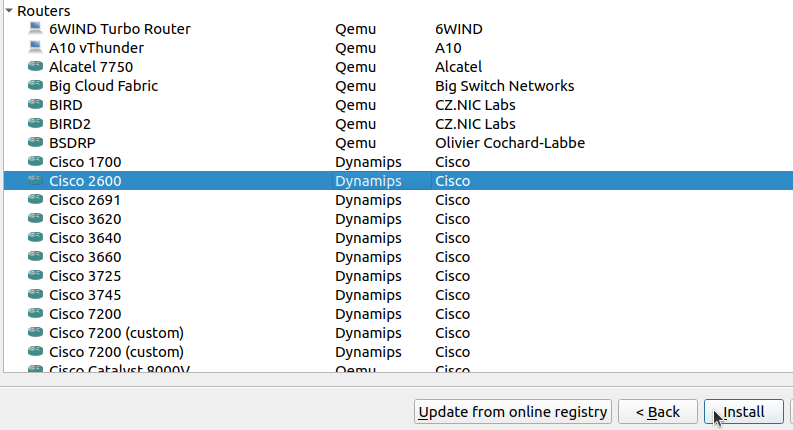 Routers
6WIND Turbo Router Qemu 6WIND
A10 vThunder Qemu A10
Alcatel 7750 Qemu Alcatel
Big Cloud Fabric Qemu Big Switch Networks
BIRD Qemu CZ.NIC Labs
BIRD2 Qemu CZ.NIC Labs
BSDRP Qemu Olivier Cochard-Labbe
Cisco 1700 Dynamips Cisco
Cisco 2600 Dynamips Cisco
Cisco 2691 Dynamips Cisco
Cisco 3620 Dynamips Cisco
Cisco 3640 Dynamips Cisco
Cisco 3660 Dynamips Cisco
Cisco 3725 Dynamips Cisco
Cisco 3745 Dynamips Cisco
Cisco 7200 Dynamips Cisco
Cisco 7200 (custom) Dynamips Cisco
Cisco 7200 (custom) Dynamips Cisco
Cisco Catalyst 8000V Qemu Cisco
Update from online registry < Back Install